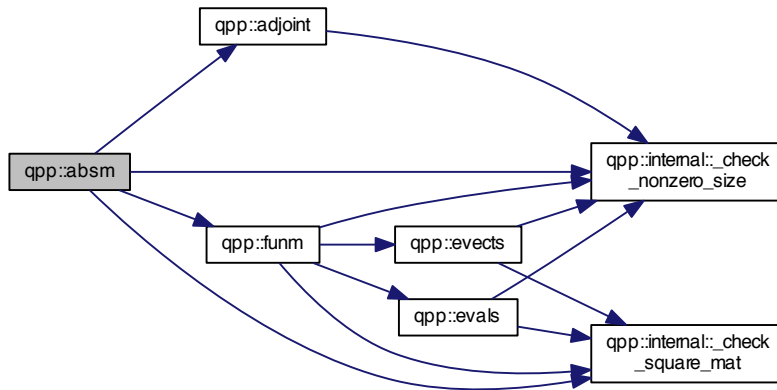 qpp::adjoint
qpp::absm
qpp::internal::_check
_nonzero_size
qpp::funm
qpp::evects
qpp::evals
qpp::internal::_check
_square_mat